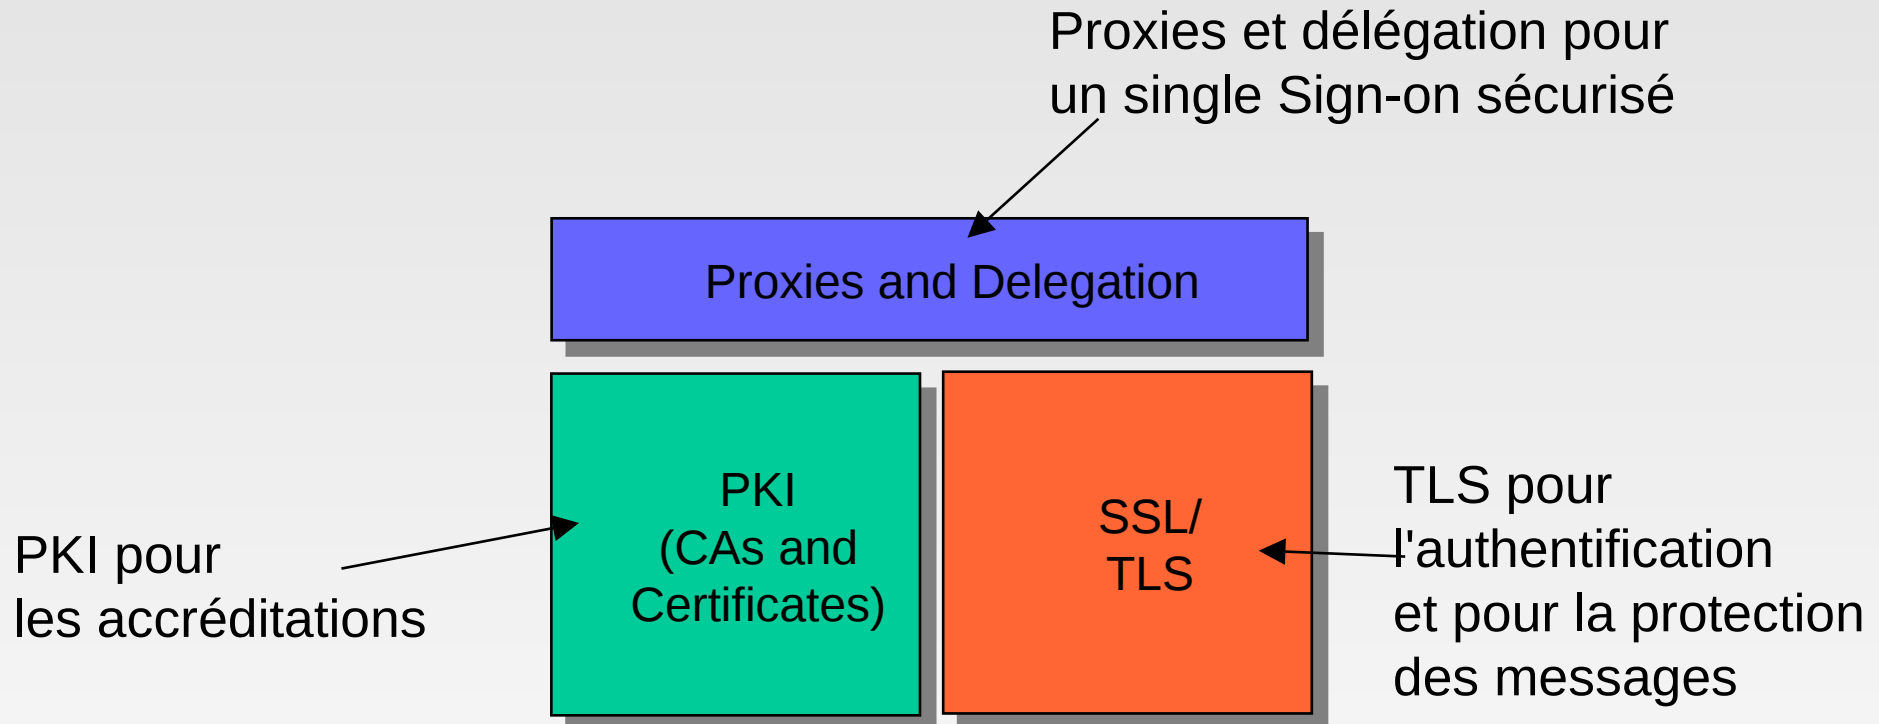 Proxies et délégation pour
un single Sign-on sécurisé
Proxies and Delegation
PKI
(CAs and
Certificates)
SSL/
TLS
PKI pour
les accréditations
TLS pour
l'authentification
et pour la protection
des messages